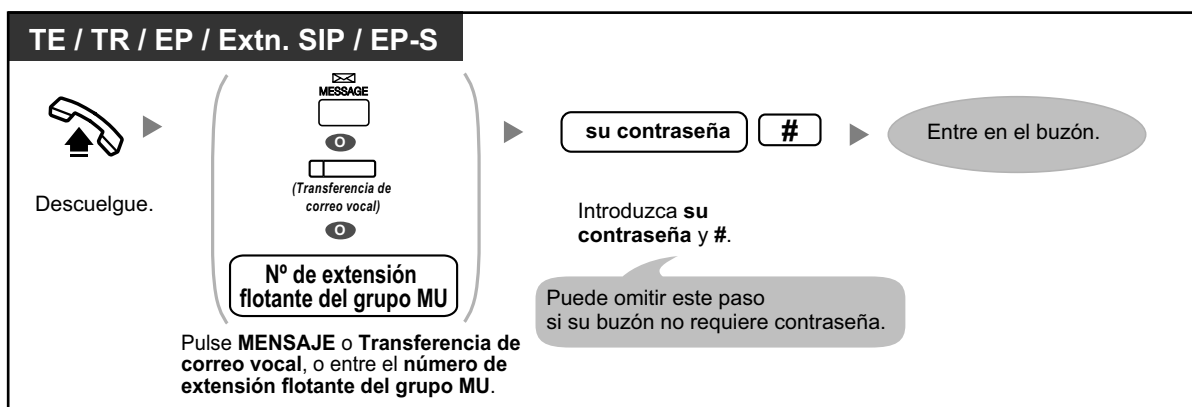 TE / TR / EP / Extn. SIP / EP-S
Descuelgue.
MESSAGE
O
(Transferencia de
correo vocal)
O
Nº de extensión
flotante del grupo MU
Pulse MENSAJE o Transferencia de
correo vocal, o entre el número de
extensión flotante del grupo MU.
su contraseña #
Introduzca su
contraseña y #.
Puede omitir este paso
si su buzón no requiere contraseña.
Entre en el buzón.